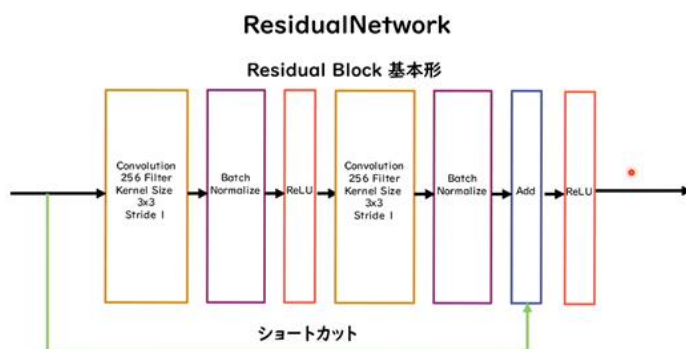 ResidualNetwork
Residual Block 基本形
Convolution
256 Filter
Kernel Size
3x3
Stride 1
Batch
Normalize
ReLU
Convolution
256 Filter
Kernel Size
3x3
Stride 1
Batch
Normalize
Add
ReLU
ショートカット